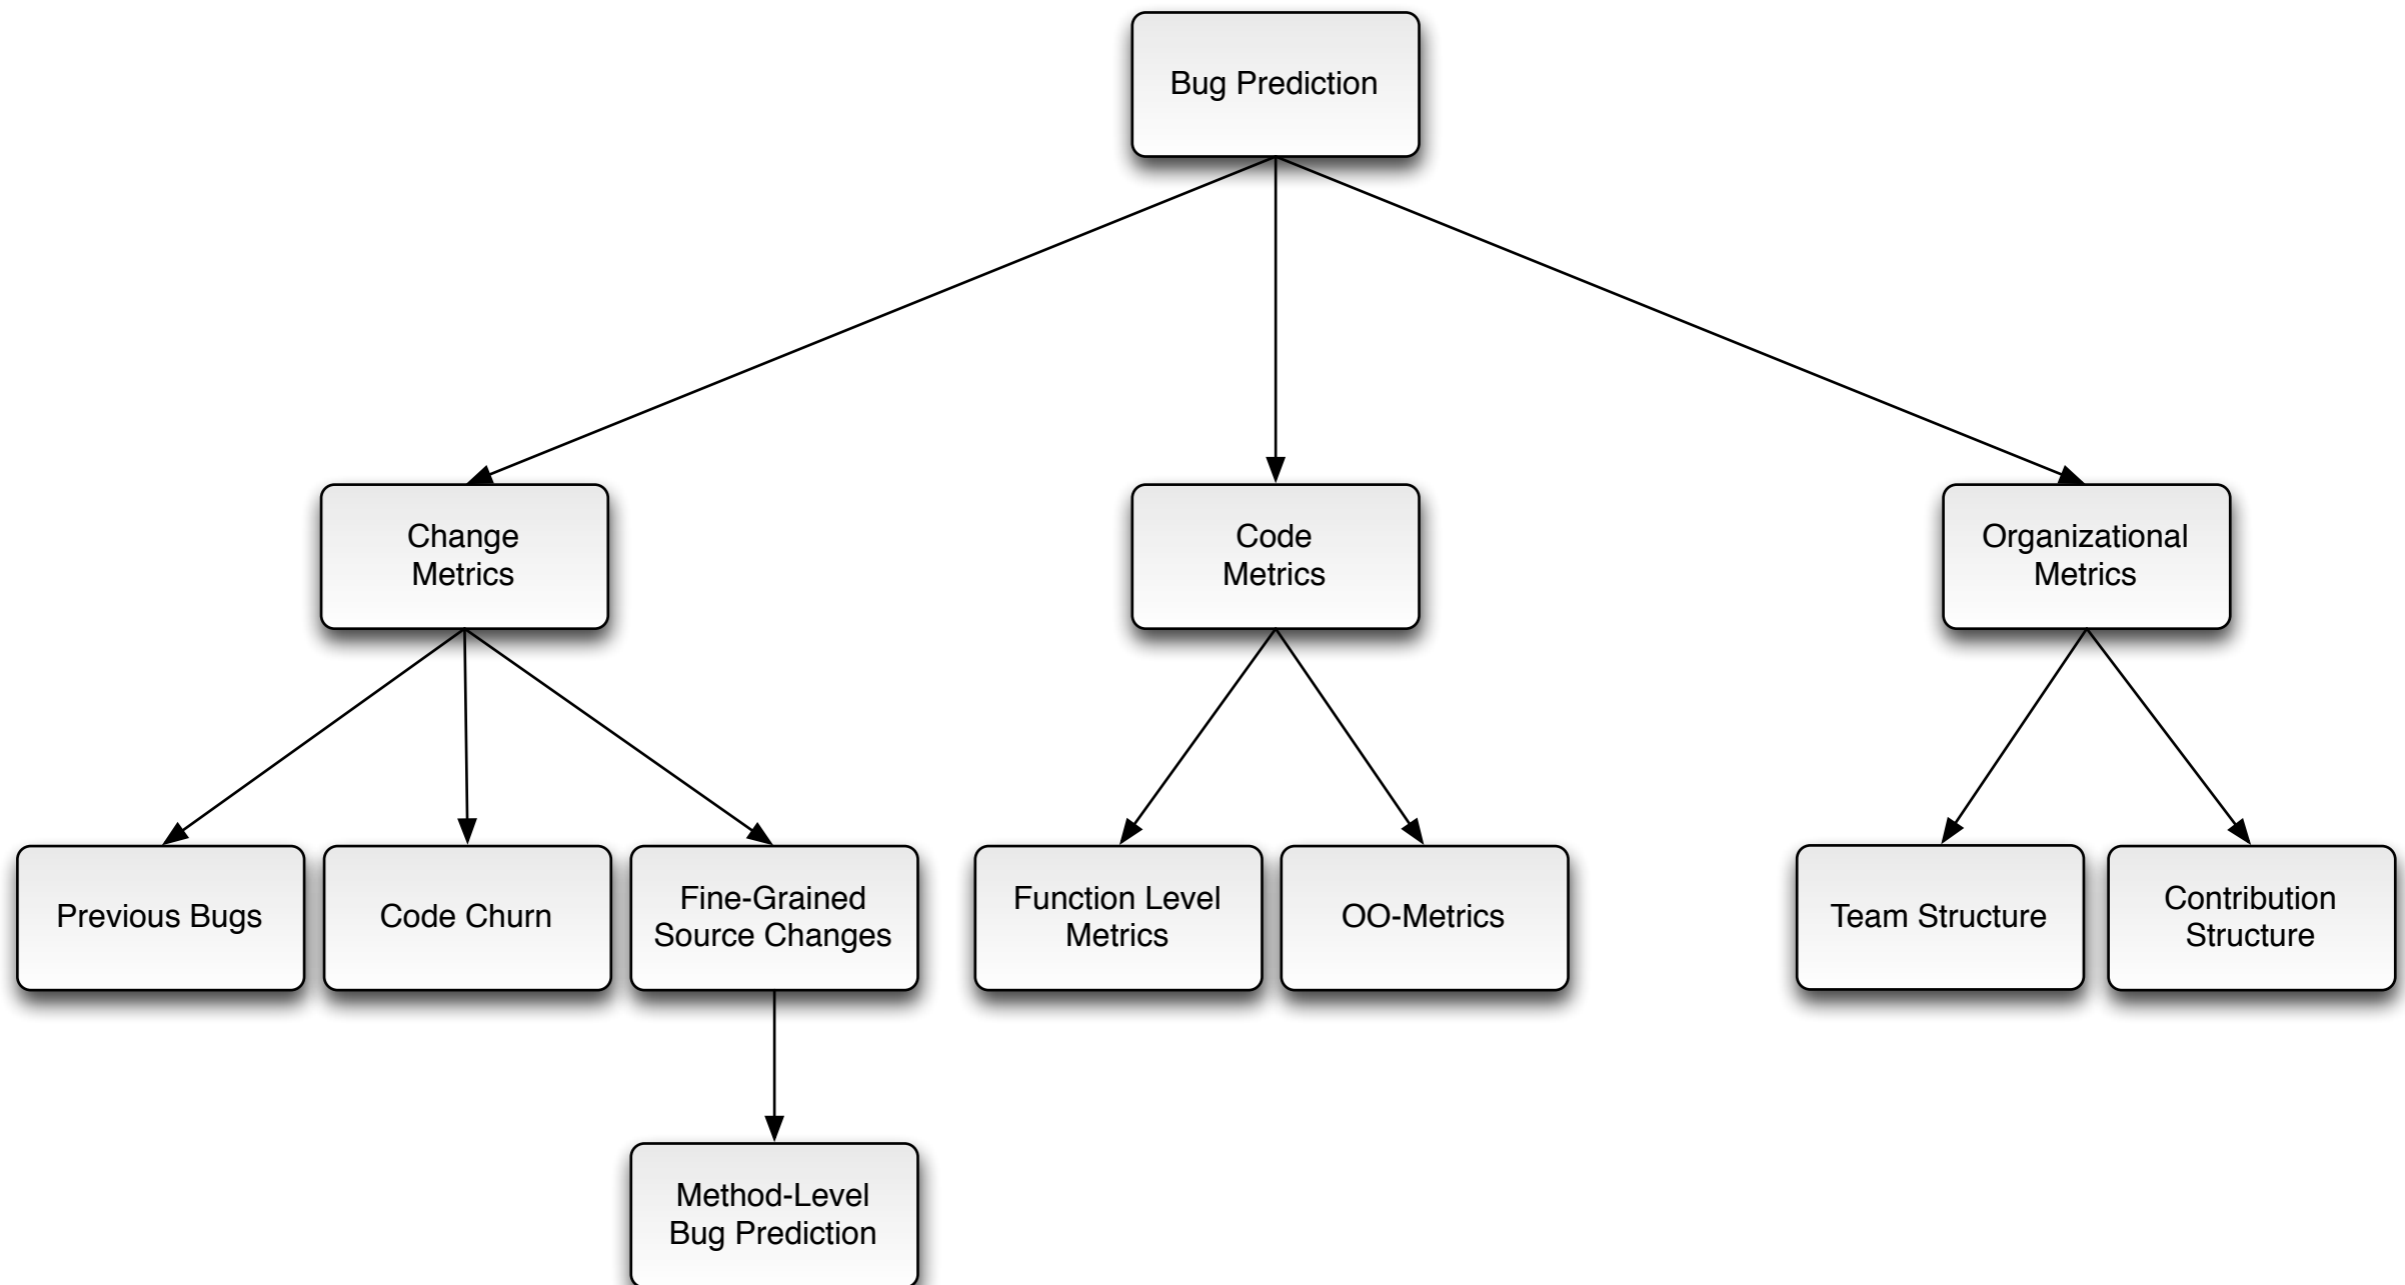 Bug Prediction
Change
Metrics
Code
Metrics
Organizational
Metrics
Previous Bugs
Code Churn
Fine-Grained
Source Changes
Function Level
Metrics
OO-Metrics
Team Structure
Contribution
Structure
Method-Level
Bug Prediction